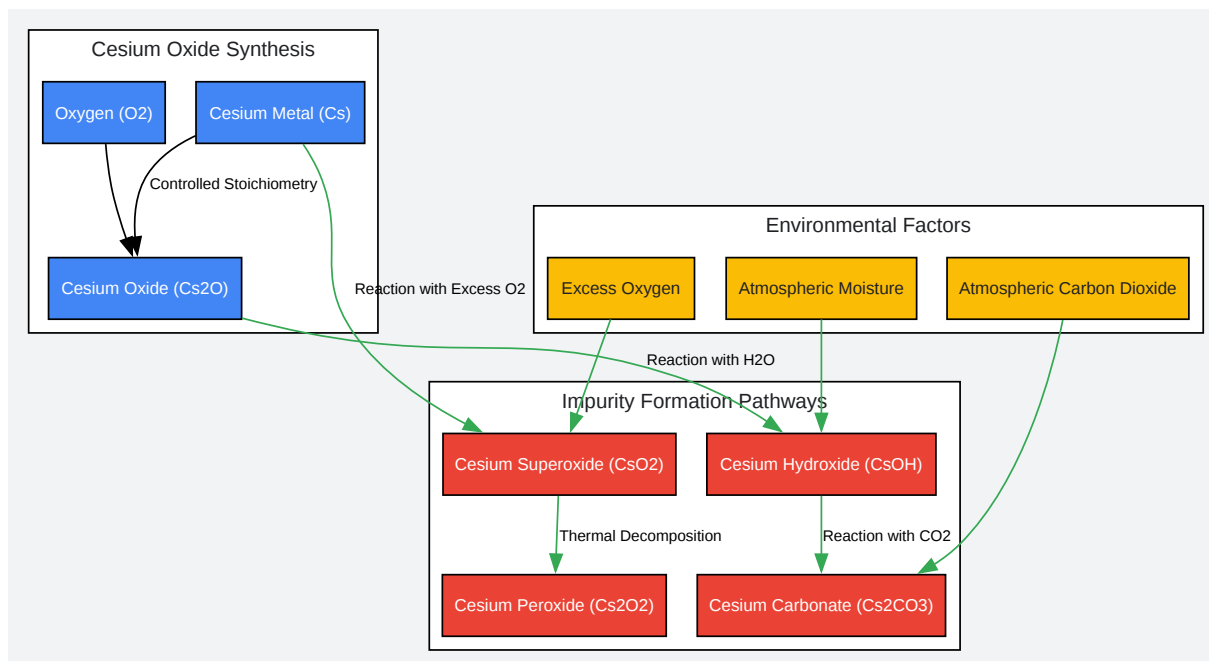 Cesium Oxide Synthesis
Oxygen (O2)
Cesium Metal (Cs)
Controlled Stoichiometry
Cesium Oxide (Cs2O)
Environmental Factors
Reaction with Excess O2
Excess Oxygen
Atmospheric Moisture
Atmospheric Carbon Dioxide
Reaction with H2O
Impurity Formation Pathways
Cesium Superoxide (CsO2)
Cesium Hydroxide (CsOH)
Thermal Decomposition
Reaction with CO2
Cesium Peroxide (Cs2O2)
Cesium Carbonate (Cs2CO3)